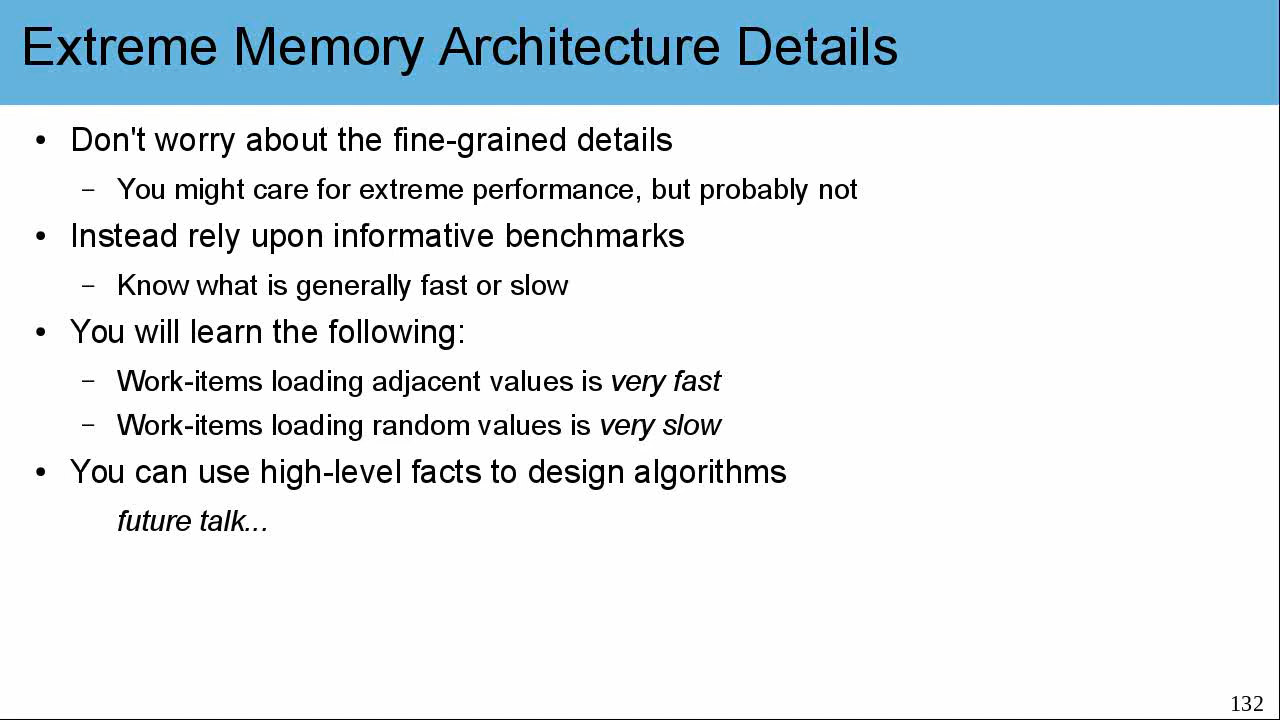 Extreme Memory Architecture Details
• Don't worry about the fine-grained details
– You might care for extreme performance, but probably not
• Instead rely upon informative benchmarks
– Know what is generally fast or slow
• You will learn the following:
– Work-items loading adjacent values is very fast
– Work-items loading random values is very slow
• You can use high-level facts to design algorithms
future talk...
132